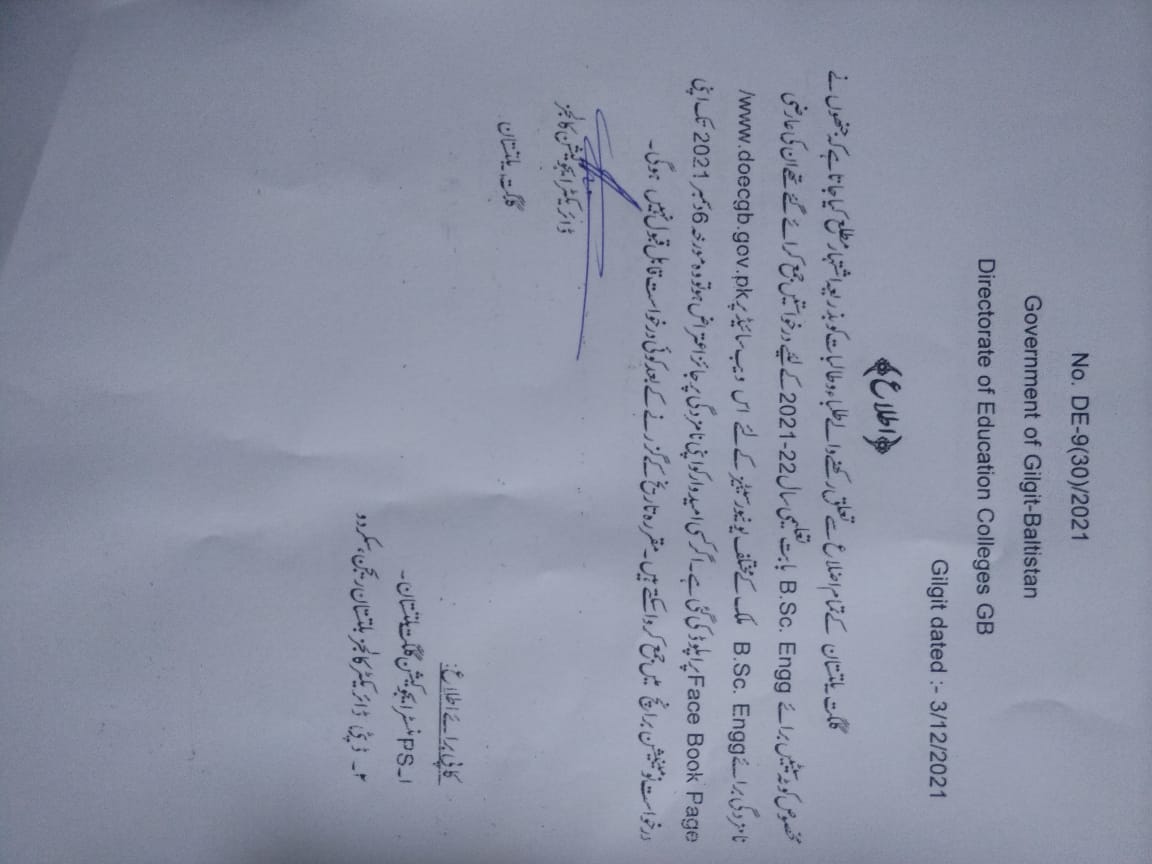 No. DE-9(30)/2021
Government of Gilgit-Baltistan
Directorate of Education Colleges GB
Gilgit dated :- 3/12/2021
﴿اطلاع﴾
گلگت بلتستان کے تمام اضلاع سے تعلق رکھنے والے طلباء و طالبات کو بذریعہ اشتہار مطلع کیا جاتا ہے کہ جنھوں نے
مخصوص کوٹہ سیٹیں برائے B.Sc. Engg بابت تعلیمی سال 2021-22 کے لیئے درخواستیں جمع کرائے گئے تھے ان کی عارضی
نامزدگی برائے B.Sc. Engg ملک کے مختلف یونیورسیٹیز کے لئے اس ویب سائیڈ پر www.doecgb.gov.pk/
Face Book Page پر اپلوڈ کی گئی ہے۔ اگر کسی امیدوار کو اپنی نامزدگی پر جائز اعتراض ہو تو وہ مورخہ 6 دسمبر 2021 تک اپنی
درخواست نومینیشن برانچ میں جمع کروا سکتے ہیں۔ مقررہ تاریخ کے گزرنے کے بعد کوئی درخواست قابل قبول نہیں ہوگی۔
ڈائریکٹر ایجوکیشن کالجز
گلگت بلتستان
کاپی برائے اطلاع:
۱۔ PS منسٹر ایجوکیشن گلگت بلتستان۔
۲۔ ڈپٹی ڈائریکٹر کالجز بلتستان ریجن، سکردو